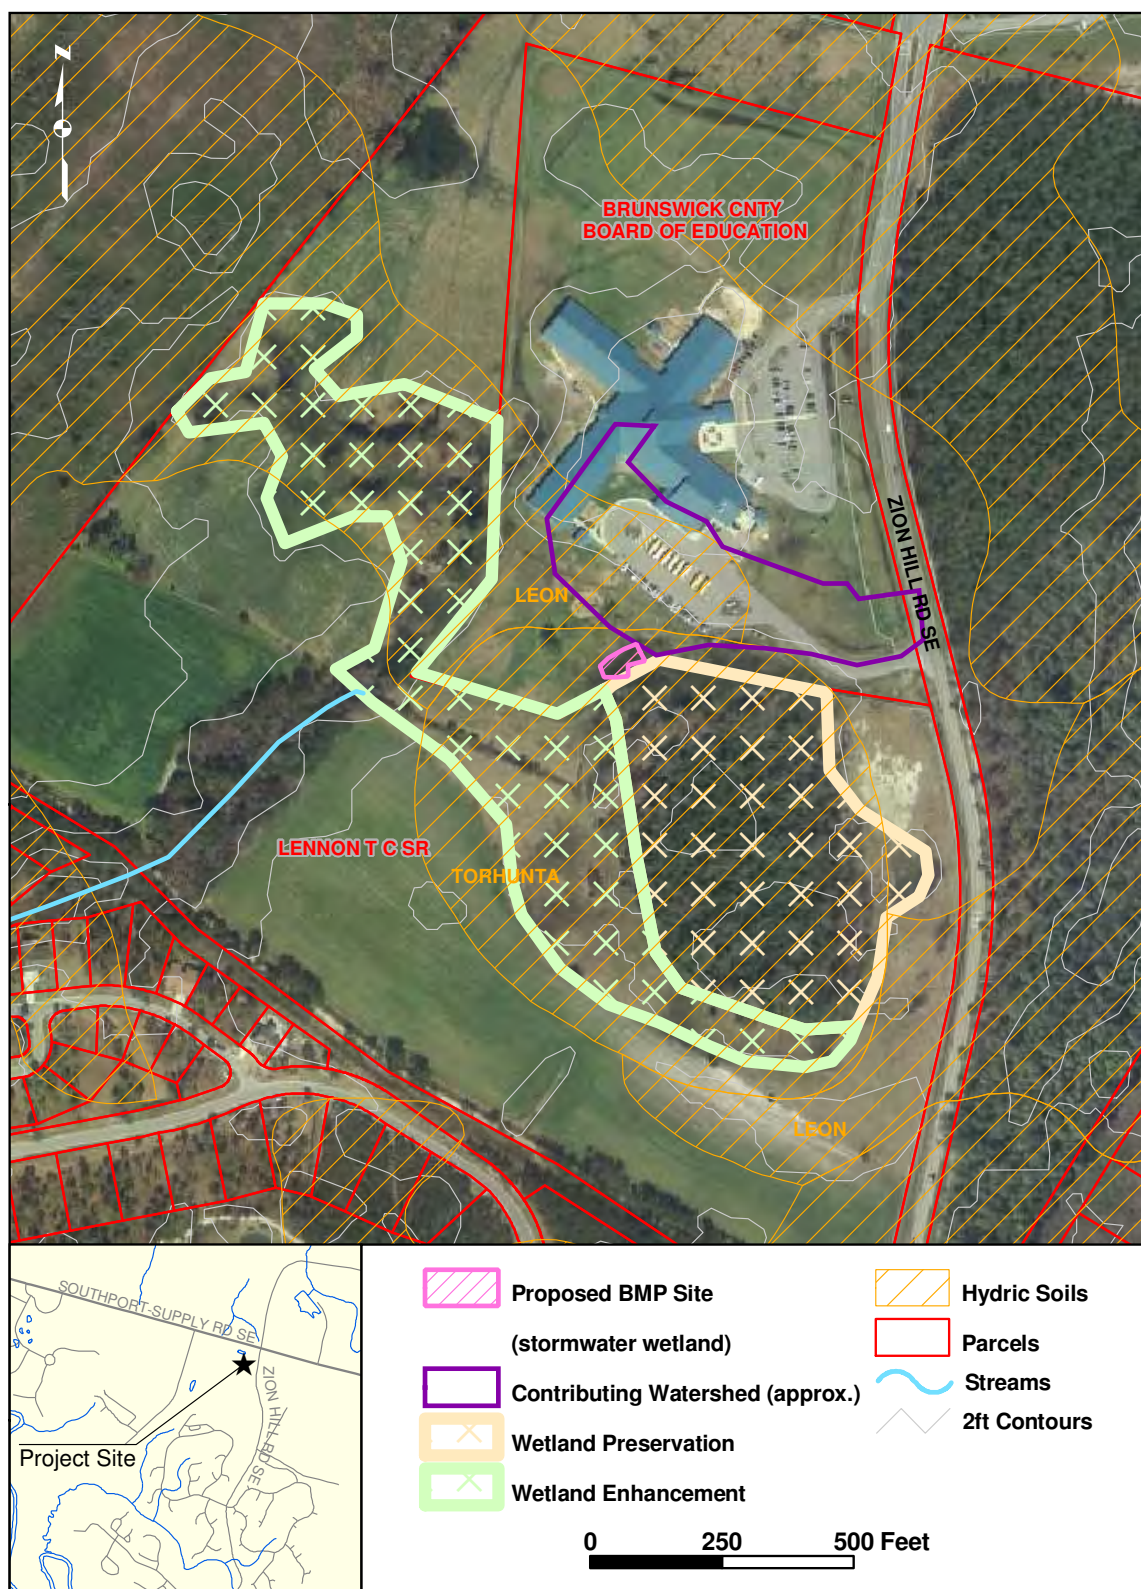 N
BRUNSWICK CNTY
BOARD OF EDUCATION
ZION HILL RD SE
LEON
LENNON T C SR
TORHUNTA
LEON
SOUTHPORT-SUPPLY RD SE
ZION HILL RD SE
Project Site
Proposed BMP Site
(stormwater wetland)
Contributing Watershed (approx.)
Wetland Preservation
Wetland Enhancement
Hydric Soils
Parcels
Streams
2ft Contours
0 250 500 Feet